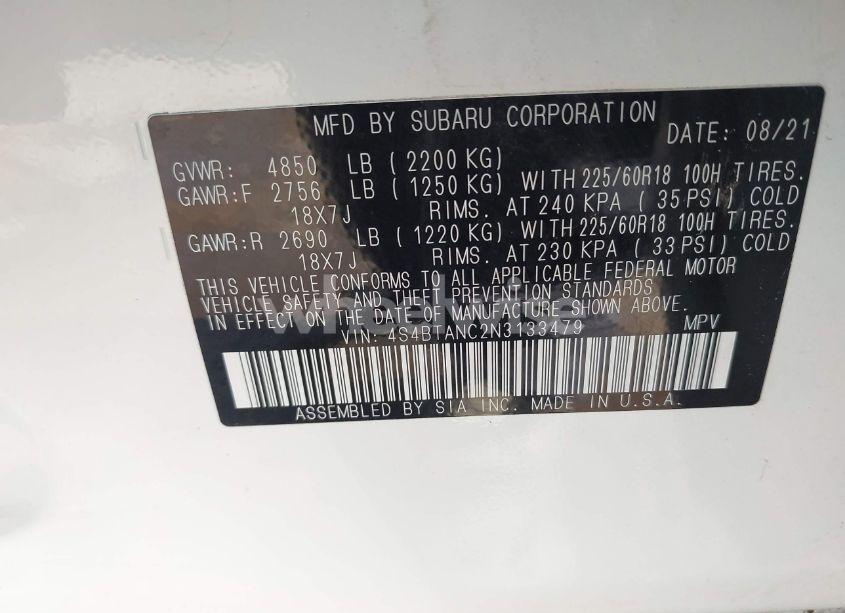 MFD BY SUBARU CORPORATION DATE: 08/21
GVWR: 4850 LB (2200 KG)
GAWR:F 2756 LB (1250 KG) WITH 225/60R18 100H TIRES.
18X7J RIMS. AT 240 KPA ( 35 PSI) COLD
GAWR:R 2690 LB ( 1220 KG) WITH 225/60R18 100H TIRES.
18X7J RIMS. AT 230 KPA ( 33 PSI) COLD
THIS VEHICLE CONFORMS TO ALL APPLICABLE FEDERAL MOTOR
VEHICLE SAFETY AND THEFT PREVENTION STANDARDS
IN EFFECT ON THE DATE OF MANUFACTURE SHOWN ABOVE.
VIN: 4S4BTANC2N3133479 MPV
ASSEMBLED BY SIA INC. MADE IN U.S.A.